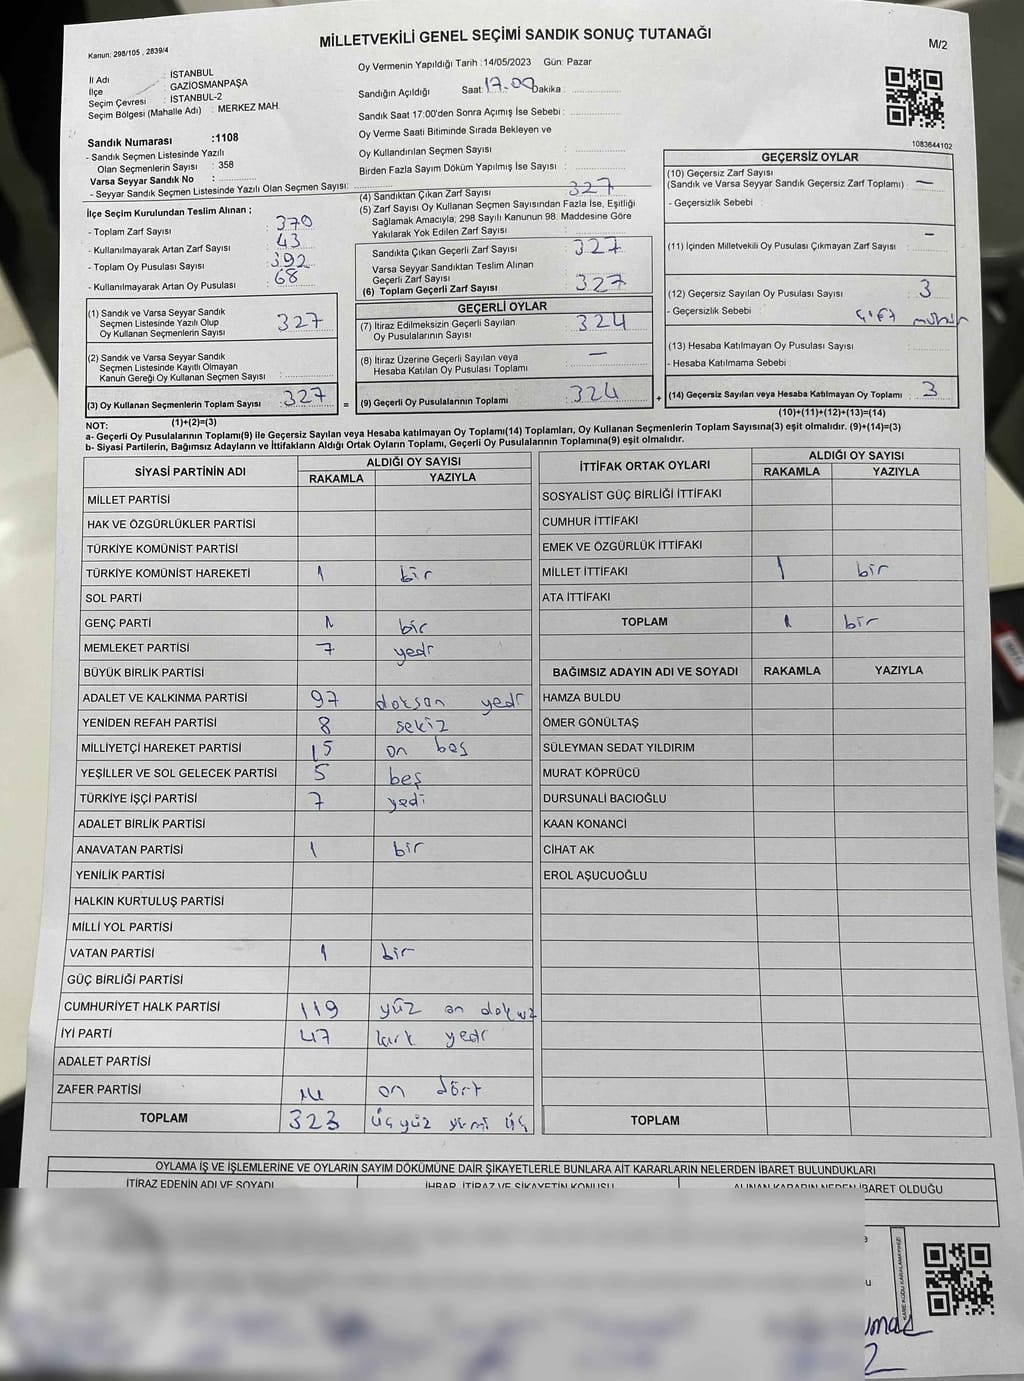 MİLLETVEKİLİ GENEL SEÇİMİ SANDIK SONUÇ TUTANAĞI
Kanun: 298/105 , 2839/4
M/2
İl Adı : İSTANBUL
İlçe : GAZİOSMANPAŞA
Seçim Çevresi : İSTANBUL-2
Seçim Bölgesi (Mahalle Adı) : MERKEZ MAH.
Sandık Numarası :1108
- Sandık Seçmen Listesinde Yazılı
Olan Seçmenlerin Sayısı : 358
Varsa Seyyar Sandık No :
- Seyyar Sandık Seçmen Listesinde Yazılı Olan Seçmen Sayısı:
Oy Vermenin Yapıldığı Tarih :14/05/2023 Gün: Pazar
Sandığın Açıldığı Saat:17.00 Dakika :
Sandık Saat 17:00'den Sonra Açımış İse Sebebi :
Oy Verme Saati Bitiminde Sırada Bekleyen ve
Oy Kullandırılan Seçmen Sayısı :
Birden Fazla Sayım Döküm Yapılmış İse Sayısı :
1083644102
İlçe Seçim Kurulundan Teslim Alınan ;
- Toplam Zarf Sayısı : 370
- Kullanılmayarak Artan Zarf Sayısı : 43
- Toplam Oy Pusulası Sayısı : 392
- Kullanılmayarak Artan Oy Pusulası : 68
(1) Sandık ve Varsa Seyyar Sandık
Seçmen Listesinde Yazılı Olup
Oy Kullanan Seçmenlerin Sayısı 327
(2) Sandık ve Varsa Seyyar Sandık
Seçmen Listesinde Kayıtlı Olmayan
Kanun Gereği Oy Kullanan Seçmen Sayısı
(3) Oy Kullanan Seçmenlerin Toplam Sayısı : 327
(1)+(2)=(3)
(4) Sandıktan Çıkan Zarf Sayısı 327
(5) Zarf Sayısı Oy Kullanan Seçmen Sayısından Fazla İse, Eşitliği
Sağlamak Amacıyla; 298 Sayılı Kanunun 98. Maddesine Göre
Yakılarak Yok Edilen Zarf Sayısı :
Sandıkta Çıkan Geçerli Zarf Sayısı : 327
Varsa Seyyar Sandıktan Teslim Alınan
Geçerli Zarf Sayısı
(6) Toplam Geçerli Zarf Sayısı : 327
GEÇERLİ OYLAR
(7) İtiraz Edilmeksizin Geçerli Sayılan
Oy Pusulalarının Sayısı : 324
(8) İtiraz Üzerine Geçerli Sayılan veya
Hesaba Katılan Oy Pusulası Toplamı : —
= (9) Geçerli Oy Pusulalarının Toplamı : 324
GEÇERSİZ OYLAR
(10) Geçersiz Zarf Sayısı
(Sandık ve Varsa Seyyar Sandık Geçersiz Zarf Toplamı) : —
- Geçersizlik Sebebi :
(11) İçinden Milletvekili Oy Pusulası Çıkmayan Zarf Sayısı : —
(12) Geçersiz Sayılan Oy Pusulası Sayısı : 3
- Geçersizlik Sebebi : Çift mühür
(13) Hesaba Katılmayan Oy Pusulası Sayısı :
- Hesaba Katılmama Sebebi :
+ (14) Geçersiz Sayılan veya Hesaba Katılmayan Oy Toplamı : 3
(10)+(11)+(12)+(13)=(14)
NOT:
a- Geçerli Oy Pusulalarının Toplamı(9) ile Geçersiz Sayılan veya Hesaba katılmayan Oy Toplamı(14) Toplamları, Oy Kullanan Seçmenlerin Toplam Sayısına(3) eşit olmalıdır. (9)+(14)=(3)
b- Siyasi Partilerin, Bağımsız Adayların ve İttifakların Aldığı Ortak Oyların Toplamı, Geçerli Oy Pusulalarının Toplamına(9) eşit olmalıdır.
SİYASİ PARTİNİN ADI ALDIĞI OY SAYISI
RAKAMLA YAZIYLA
MİLLET PARTİSİ
HAK VE ÖZGÜRLÜKLER PARTİSİ
TÜRKİYE KOMÜNİST PARTİSİ
TÜRKİYE KOMÜNİST HAREKETİ 1 bir
SOL PARTİ
GENÇ PARTİ 1 bir
MEMLEKET PARTİSİ 7 yedi
BÜYÜK BİRLİK PARTİSİ
ADALET VE KALKINMA PARTİSİ 97 doksan yedi
YENİDEN REFAH PARTİSİ 8 sekiz
MİLLİYETÇİ HAREKET PARTİSİ 15 on beş
YEŞİLLER VE SOL GELECEK PARTİSİ 5 beş
TÜRKİYE İŞÇİ PARTİSİ 7 yedi
ADALET BİRLİK PARTİSİ
ANAVATAN PARTİSİ 1 bir
YENİLİK PARTİSİ
HALKIN KURTULUŞ PARTİSİ
MİLLİ YOL PARTİSİ
VATAN PARTİSİ 1 bir
GÜÇ BİRLİĞİ PARTİSİ
CUMHURİYET HALK PARTİSİ 119 yüz on dokuz
İYİ PARTİ 47 kırk yedi
ADALET PARTİSİ
ZAFER PARTİSİ 14 on dört
TOPLAM 323 üç yüz yirmi üç
İTTİFAK ORTAK OYLARI ALDIĞI OY SAYISI
RAKAMLA YAZIYLA
SOSYALİST GÜÇ BİRLİĞİ İTTİFAKI
CUMHUR İTTİFAKI
EMEK VE ÖZGÜRLÜK İTTİFAKI
MİLLET İTTİFAKI 1 bir
ATA İTTİFAKI
TOPLAM 1 bir
BAĞIMSIZ ADAYIN ADI VE SOYADI RAKAMLA YAZIYLA
HAMZA BULDU
ÖMER GÖNÜLTAŞ
SÜLEYMAN SEDAT YILDIRIM
MURAT KÖPRÜCÜ
DURSUNALİ BACIOĞLU
KAAN KONANCİ
CİHAT AK
EROL AŞUCUOĞLU
TOPLAM
OYLAMA İŞ VE İŞLEMLERİNE VE OYLARIN SAYIM DÖKÜMÜNE DAİR ŞİKAYETLERLE BUNLARA AİT KARARLARIN NELERDEN İBARET BULUNDUKLARI
İTİRAZ EDENİN ADI VE SOYADI İHBAR, İTİRAZ VE ŞİKAYETİN KONUSU ALINAN KARARIN NEDEN İBARET OLDUĞU